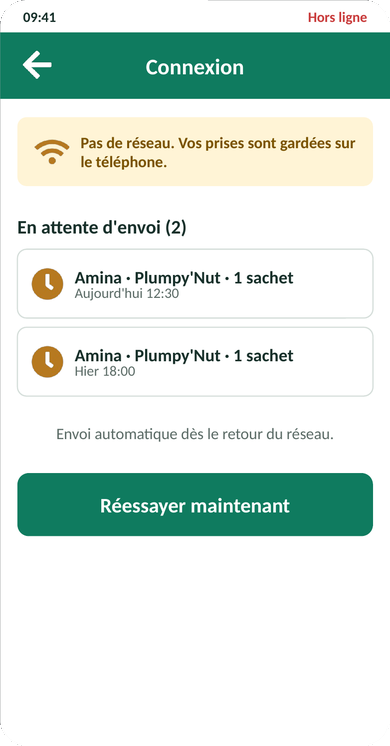 09:41
Hors ligne
Connexion
Pas de réseau. Vos prises sont gardées sur
le téléphone.
En attente d'envoi (2)
Amina · Plumpy'Nut · 1 sachet
Aujourd'hui 12:30
Amina · Plumpy'Nut · 1 sachet
Hier 18:00
Envoi automatique dès le retour du réseau.
Réessayer maintenant